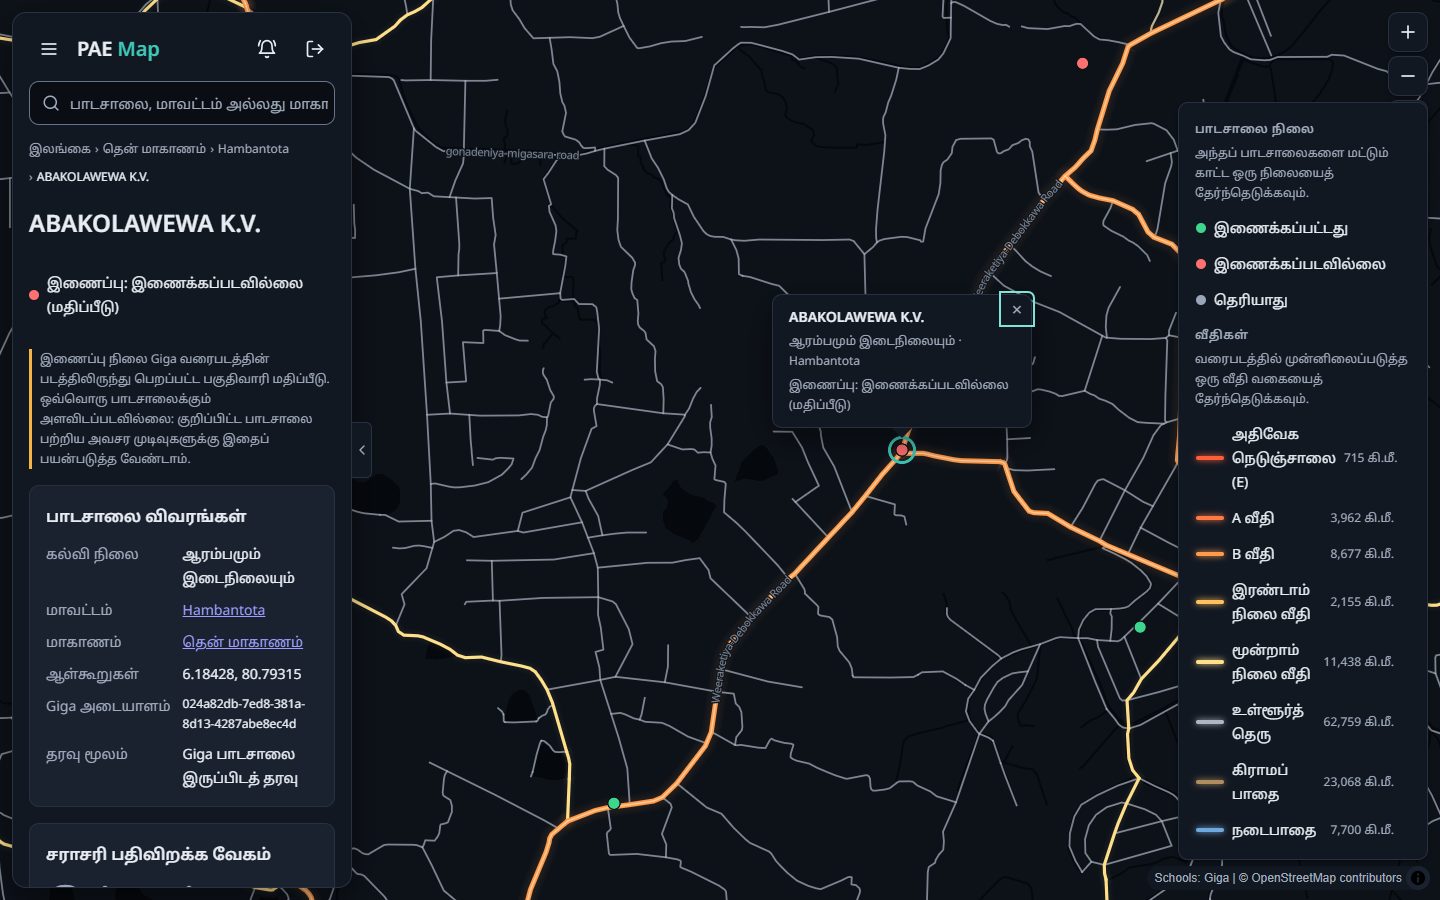 PAE Map
பாடசாலை, மாவட்டம் அல்லது மாகா
இலங்கை › தென் மாகாணம் › Hambantota
› ABAKOLAWEWA K.V.
ABAKOLAWEWA K.V.
இணைப்பு: இணைக்கப்படவில்லை
(மதிப்பீடு)
இணைப்பு நிலை Giga வரைபடத்தின்
படத்திலிருந்து பெறப்பட்ட பகுதிவாரி மதிப்பீடு.
ஒவ்வொரு பாடசாலைக்கும்
அளவிடப்படவில்லை: குறிப்பிட்ட பாடசாலை
பற்றிய அவசர முடிவுகளுக்கு இதைப்
பயன்படுத்த வேண்டாம்.
பாடசாலை விவரங்கள்
கல்வி நிலை ஆரம்பமும்
இடைநிலையும்
மாவட்டம் Hambantota
மாகாணம் தென் மாகாணம்
ஆள்கூறுகள் 6.18428, 80.79315
Giga அடையாளம் 024a82db-7ed8-381a-
8d13-4287abe8ec4d
தரவு மூலம் Giga பாடசாலை
இருப்பிடத் தரவு
சராசரி பதிவிறக்க வேகம்
gonadeniya-migasara-road
Weeraketiya-Debokkawa-Road
ABAKOLAWEWA K.V.
×
ஆரம்பமும் இடைநிலையும் ·
Hambantota
இணைப்பு: இணைக்கப்படவில்லை
(மதிப்பீடு)
Weeraketiya-Debokkawa-Road
பாடசாலை நிலை
அந்தப் பாடசாலைகளை மட்டும்
காட்ட ஒரு நிலையைத்
தேர்ந்தெடுக்கவும்.
இணைக்கப்பட்டது
இணைக்கப்படவில்லை
தெரியாது
வீதிகள்
வரைபடத்தில் முன்னிலைப்படுத்த
ஒரு வீதி வகையைத்
தேர்ந்தெடுக்கவும்.
அதிவேக
நெடுஞ்சாலை 715 கி.மீ.
(E)
A வீதி 3,962 கி.மீ.
B வீதி 8,677 கி.மீ.
இரண்டாம்
நிலை வீதி 2,155 கி.மீ.
மூன்றாம்
நிலை வீதி 11,438 கி.மீ.
உள்ளூர்த்
தெரு 62,759 கி.மீ.
கிராமப்
பாதை 23,068 கி.மீ.
நடைபாதை 7,700 கி.மீ.
Schools: Giga | © OpenStreetMap contributors